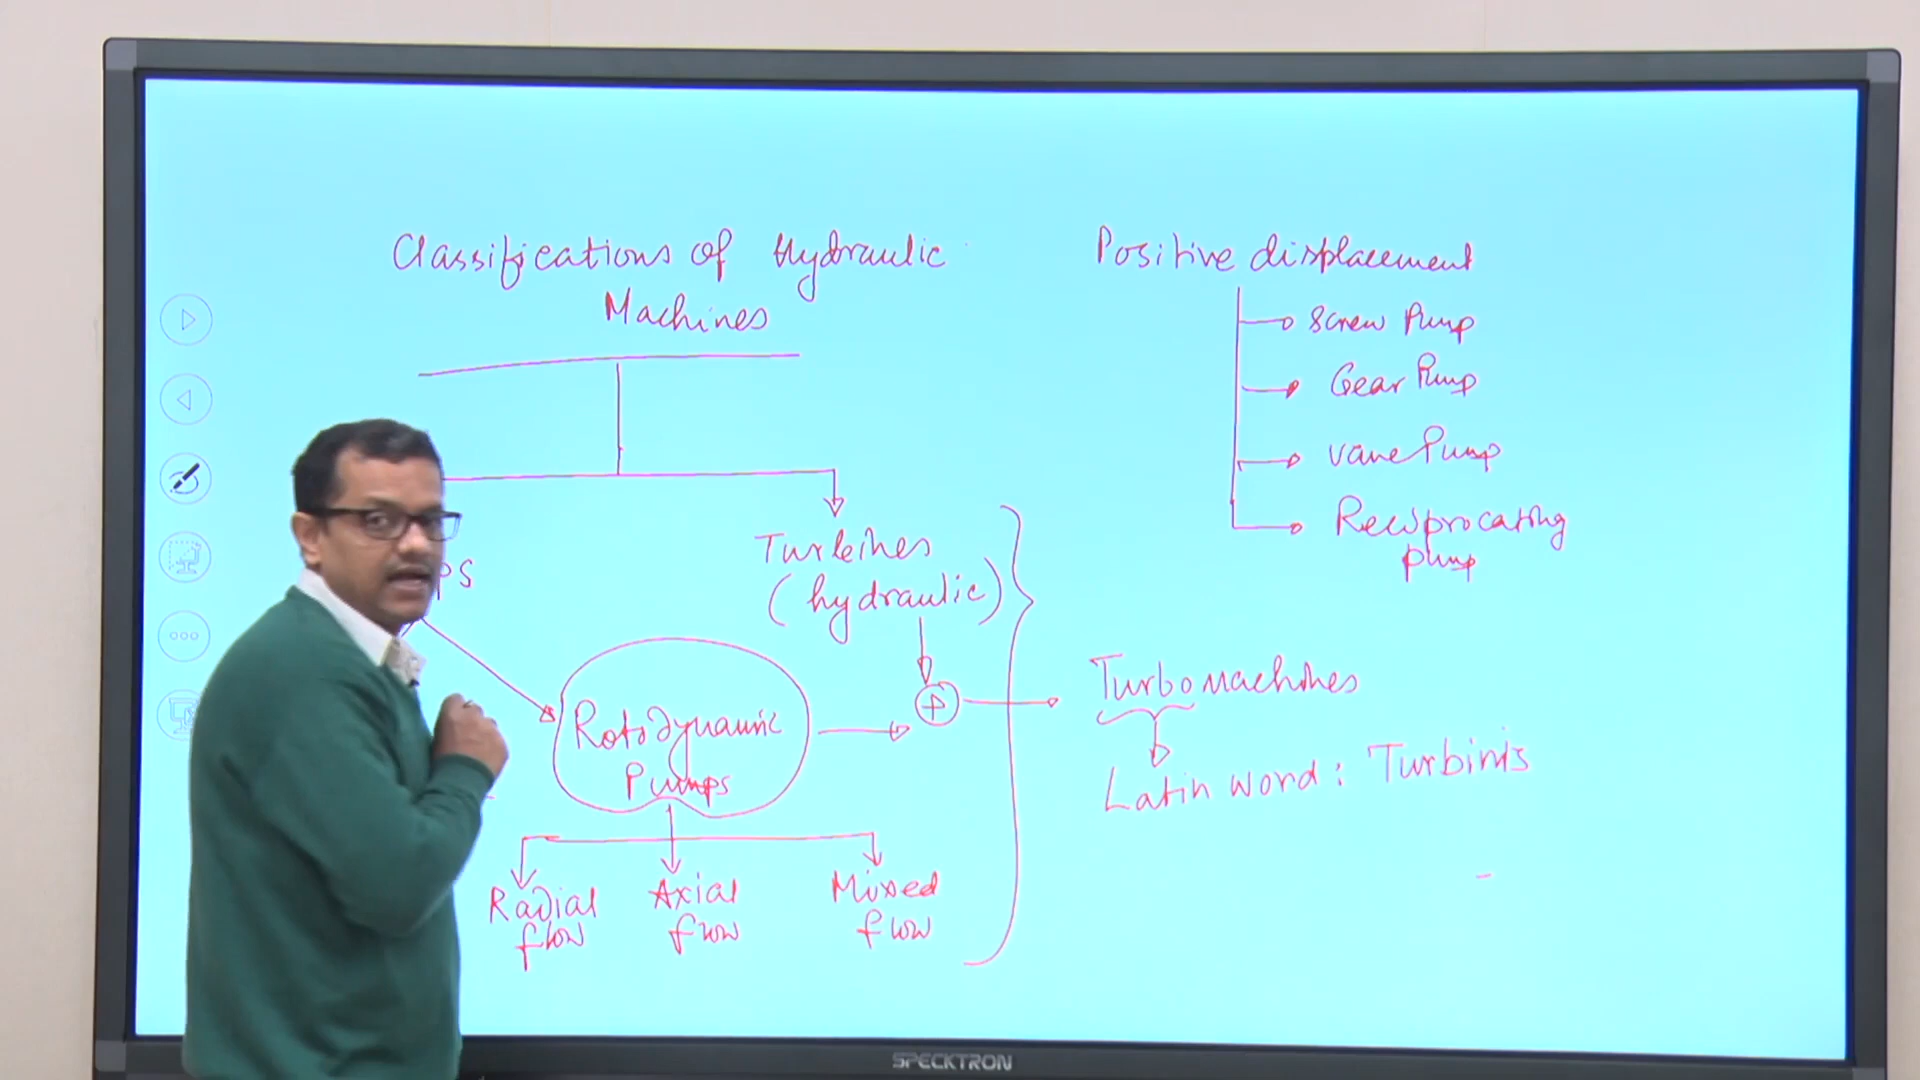 Classifications of Hydraulic
Machines
Turbines
(hydraulic)
Rotodynamic
Pumps
Radial
flow
Axial
flow
Mixed
flow
Positive displacement
Screw Pump
Gear Pump
Vane Pump
Reciprocating
Pump
Turbomachines
Latin word: Turbinis
SPECKTRON